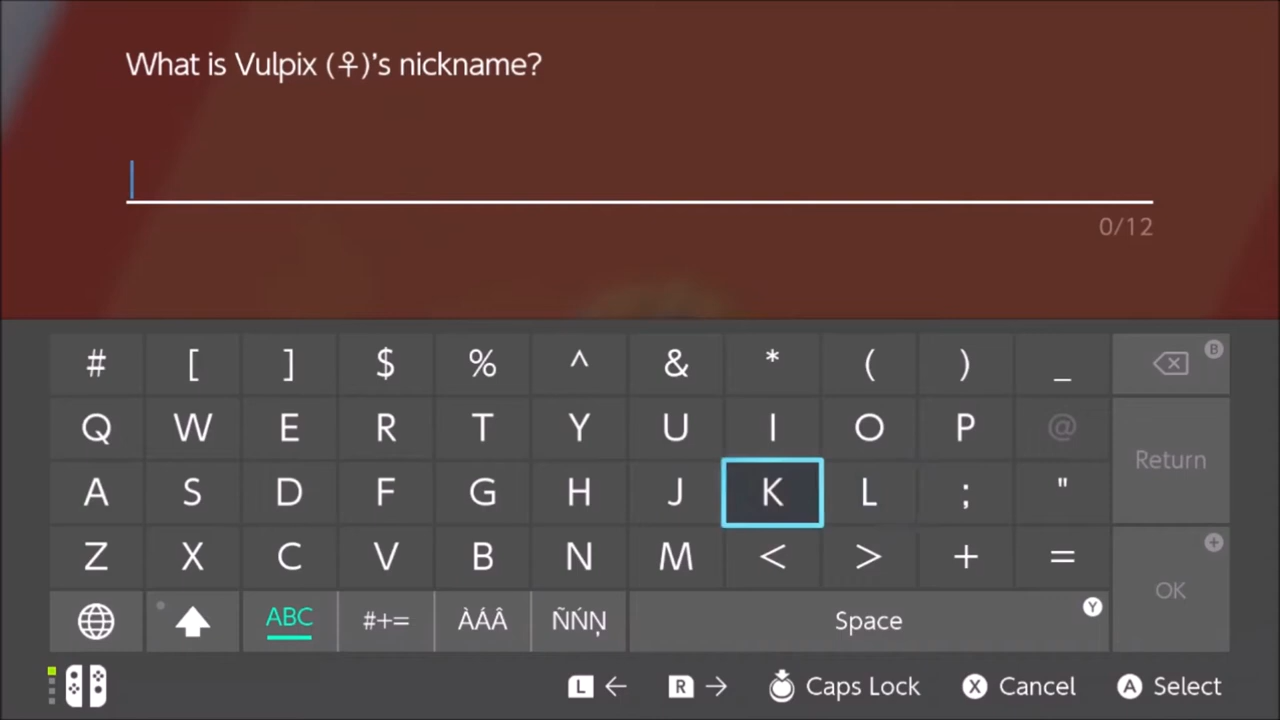 What is Vulpix (♀)'s nickname?
0/12
# [ ] $ % ^ & * ( ) _ B
Q W E R T Y U I O P @
Return
A S D F G H J K L ; "
Z X C V B N M < > + =
OK
ABC #+= ÀÁÂ ÑŃŅ Space Y
L ← R → Caps Lock X Cancel A Select